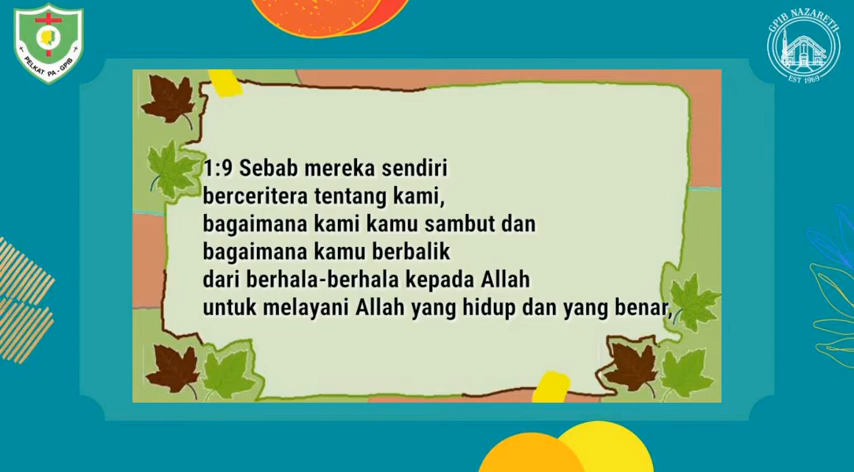 PELKAT PA - GPIB
GPIB NAZARETH
EST 1969
1:9 Sebab mereka sendiri
berceritera tentang kami,
bagaimana kami kamu sambut dan
bagaimana kamu berbalik
dari berhala-berhala kepada Allah
untuk melayani Allah yang hidup dan yang benar,